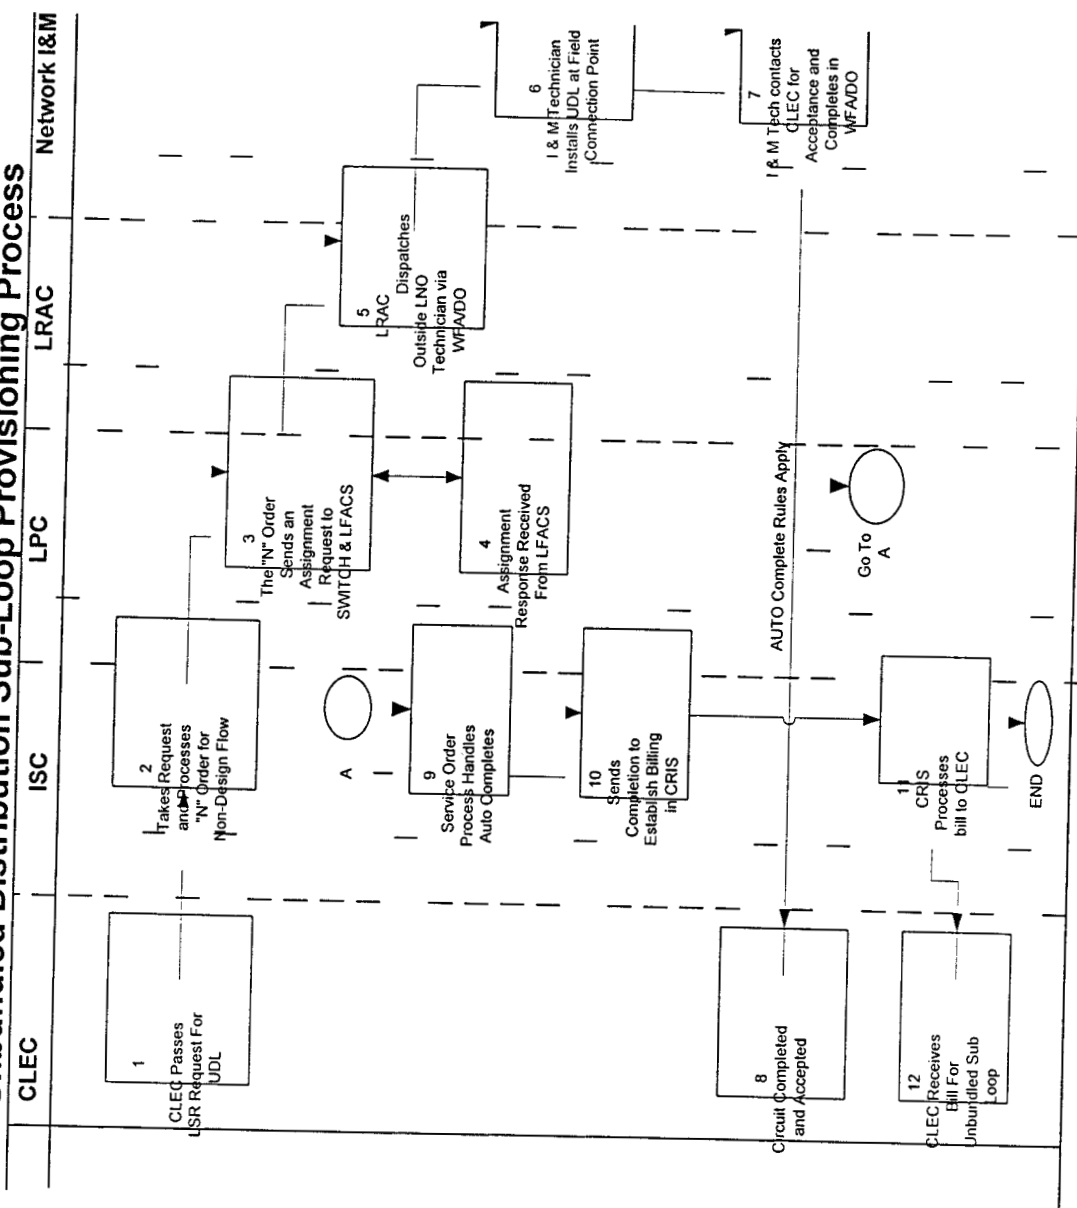 Distribution Sub-Loop Provisioning Process
CLEC
ISC
LPC
LRAC
Network I&M
1
CLEC Passes
LSR Request For
UDL
2
Takes Request
and Processes
"N" Order for
Non-Design Flow
3
The "N" Order
Sends an
Assignment
Request to
SWITCH & LFACS
4
Assignment
Response Received
From LFACS
5
LRAC
Dispatches
Outside LNO
Technician via
WFA/DO
6
I & M Technician
Installs UDL at Field
Connection Point
7
I & M Tech contacts
CLEC for
Acceptance and
Completes in
WFA/DO
AUTO Complete Rules Apply
8
Circuit Completed
and Accepted
Go To
A
A
9
Service Order
Process Handles
Auto Completes
10
Sends
Completion to
Establish Billing
in CRIS
11
CRIS
Processes
bill to CLEC
12
CLEC Receives
Bill For
Unbundled Sub
Loop
END